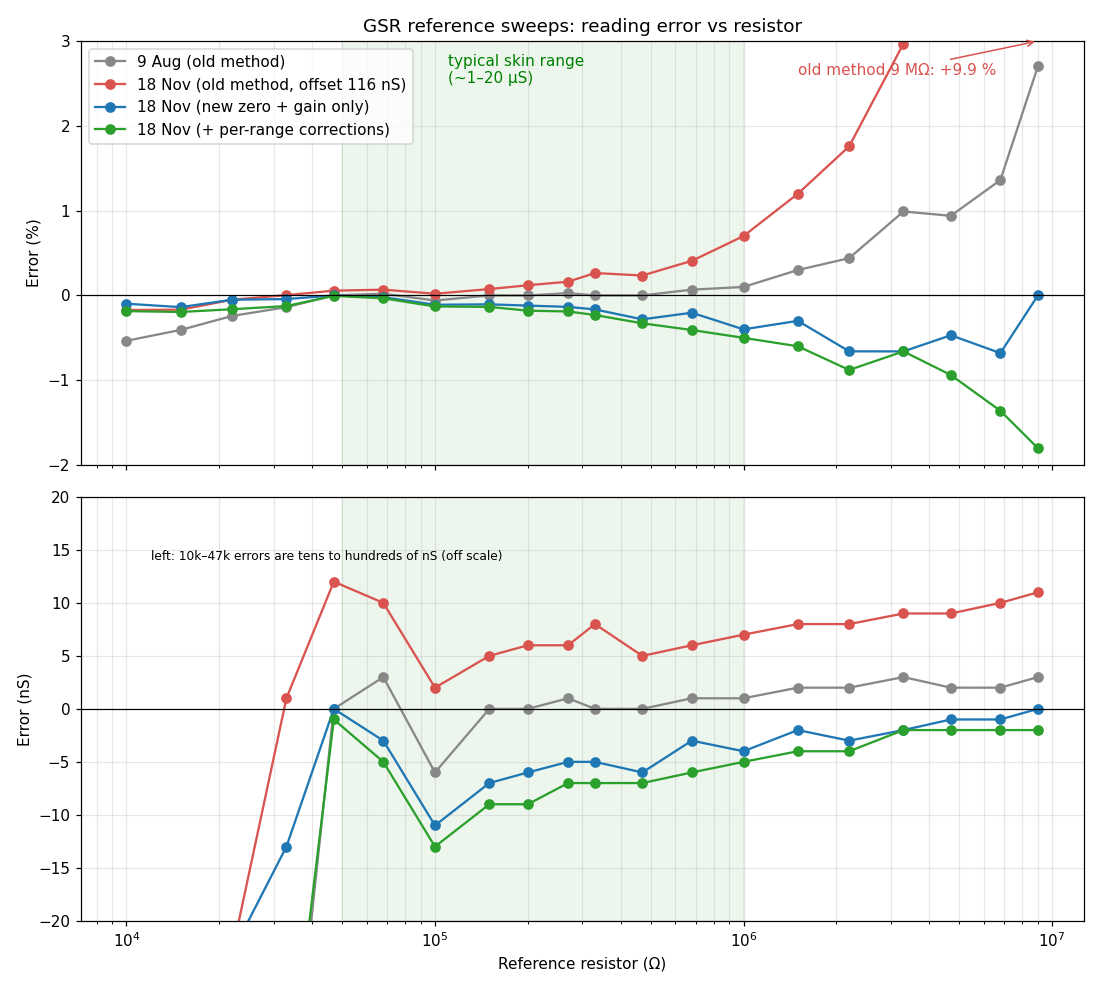 GSR reference sweeps: reading error vs resistor
9 Aug (old method)
18 Nov (old method, offset 116 nS)
18 Nov (new zero + gain only)
18 Nov (+ per-range corrections)
typical skin range
(~1–20 µS)
old method 9 MΩ: +9.9 %
Error (%)
3
2
1
0
−1
−2
left: 10k–47k errors are tens to hundreds of nS (off scale)
Error (nS)
20
15
10
5
0
−5
−10
−15
−20
10⁴ 10⁵ 10⁶ 10⁷
Reference resistor (Ω)